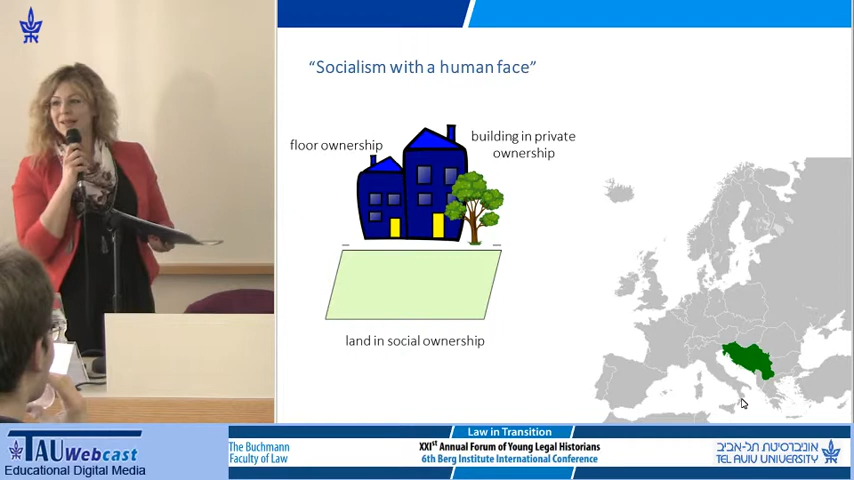 "Socialism with a human face"
floor ownership
building in private
ownership
land in social ownership
TAU Webcast
Educational Digital Media
The Buchmann
Faculty of Law
Law in Transition
XXIst Annual Forum of Young Legal Historians
6th Berg Institute International Conference
אוניברסיטת תל-אביב
TEL AVIV UNIVERSITY